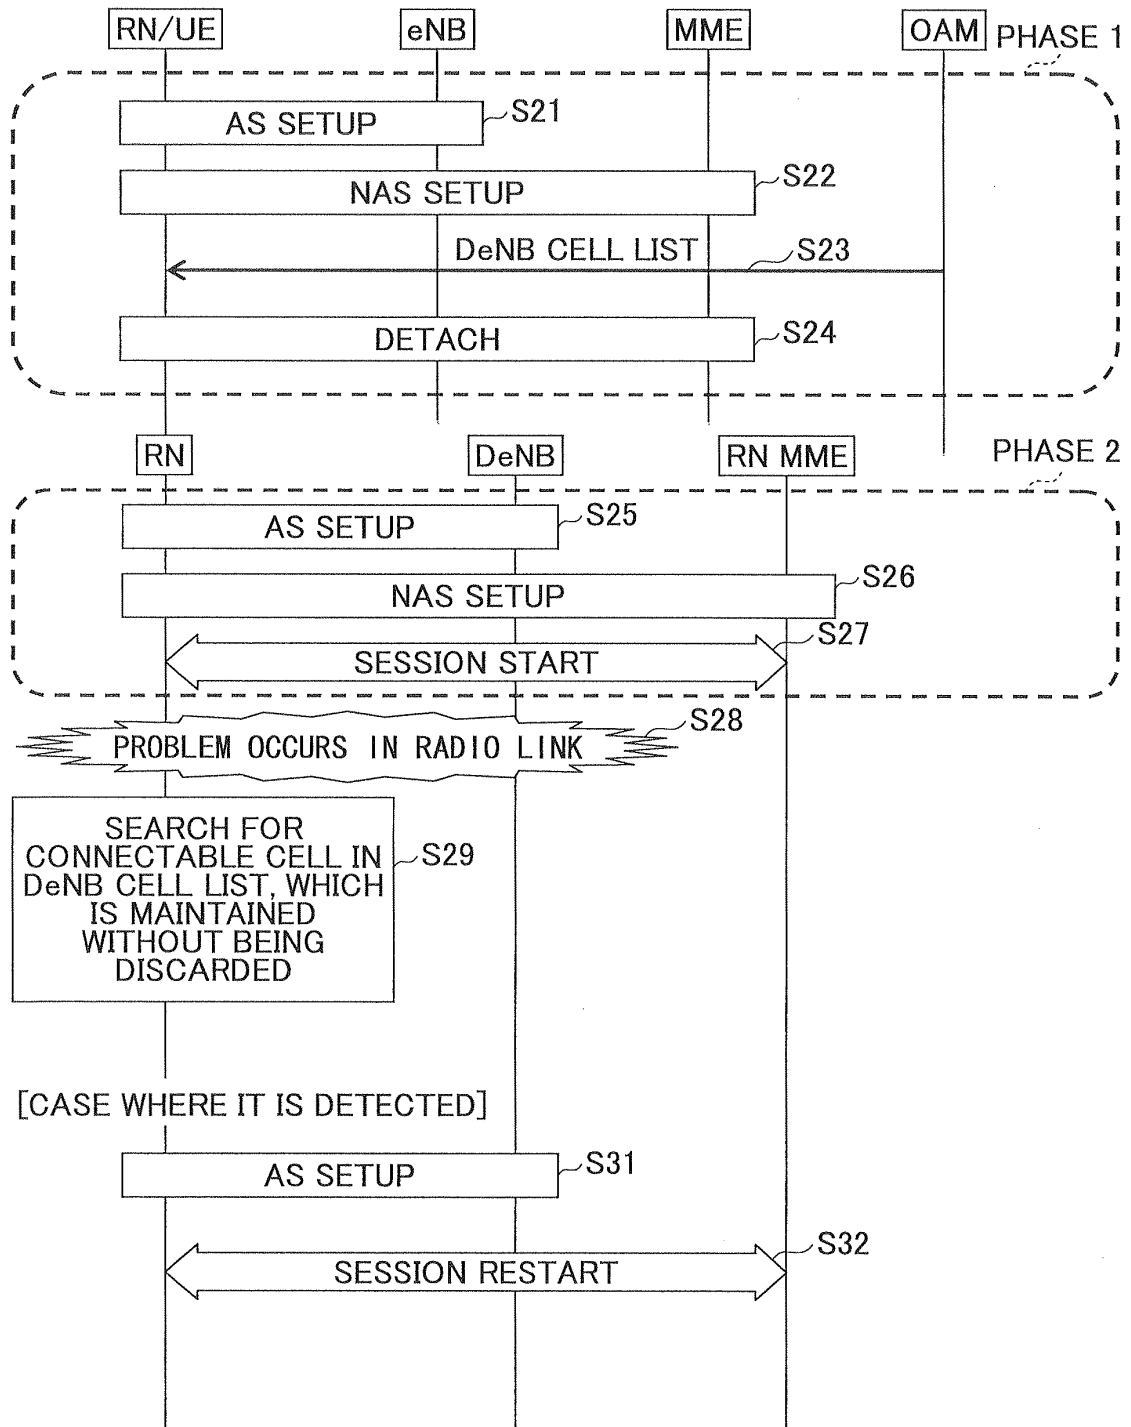 RN/UE
eNB
MME
OAM
PHASE 1
AS SETUP
S21
NAS SETUP
S22
DeNB CELL LIST
S23
DETACH
S24
RN
DeNB
RN MME
PHASE 2
AS SETUP
S25
NAS SETUP
S26
SESSION START
S27
PROBLEM OCCURS IN RADIO LINK
S28
SEARCH FOR
CONNECTABLE CELL IN
DeNB CELL LIST, WHICH
IS MAINTAINED
WITHOUT BEING
DISCARDED
S29
[CASE WHERE IT IS DETECTED]
AS SETUP
S31
SESSION RESTART
S32